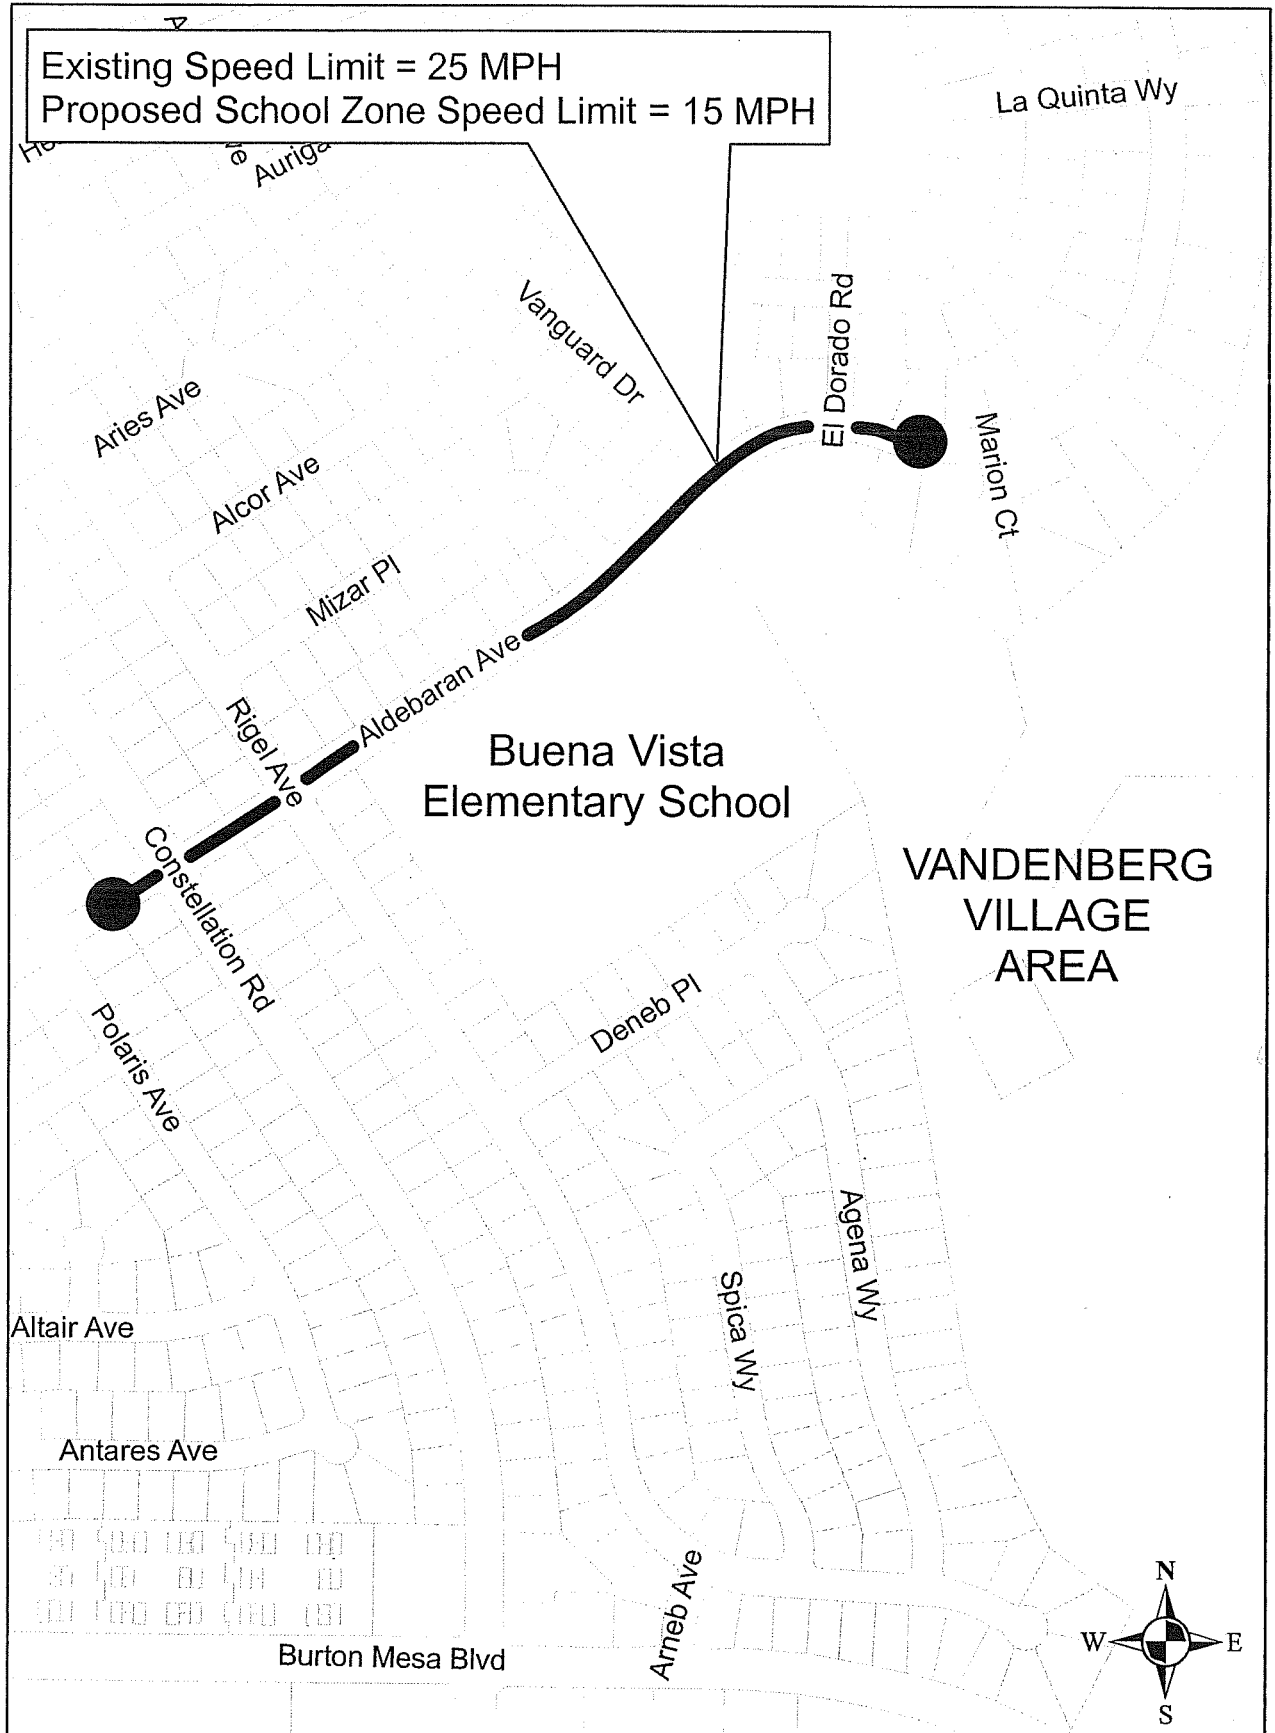 Existing Speed Limit = 25 MPH
Proposed School Zone Speed Limit = 15 MPH
La Quinta Wy
Vanguard Dr
El Dorado Rd
Marion Ct
Aries Ave
Alcor Ave
Mizar Pl
Aldebaran Ave
Rigel Ave
Constellation Rd
Buena Vista
Elementary School
VANDENBERG
VILLAGE
AREA
Deneb Pl
Polaris Ave
Agena Wy
Spica Wy
Altair Ave
Antares Ave
Arneb Ave
Burton Mesa Blvd
N
W
E
S